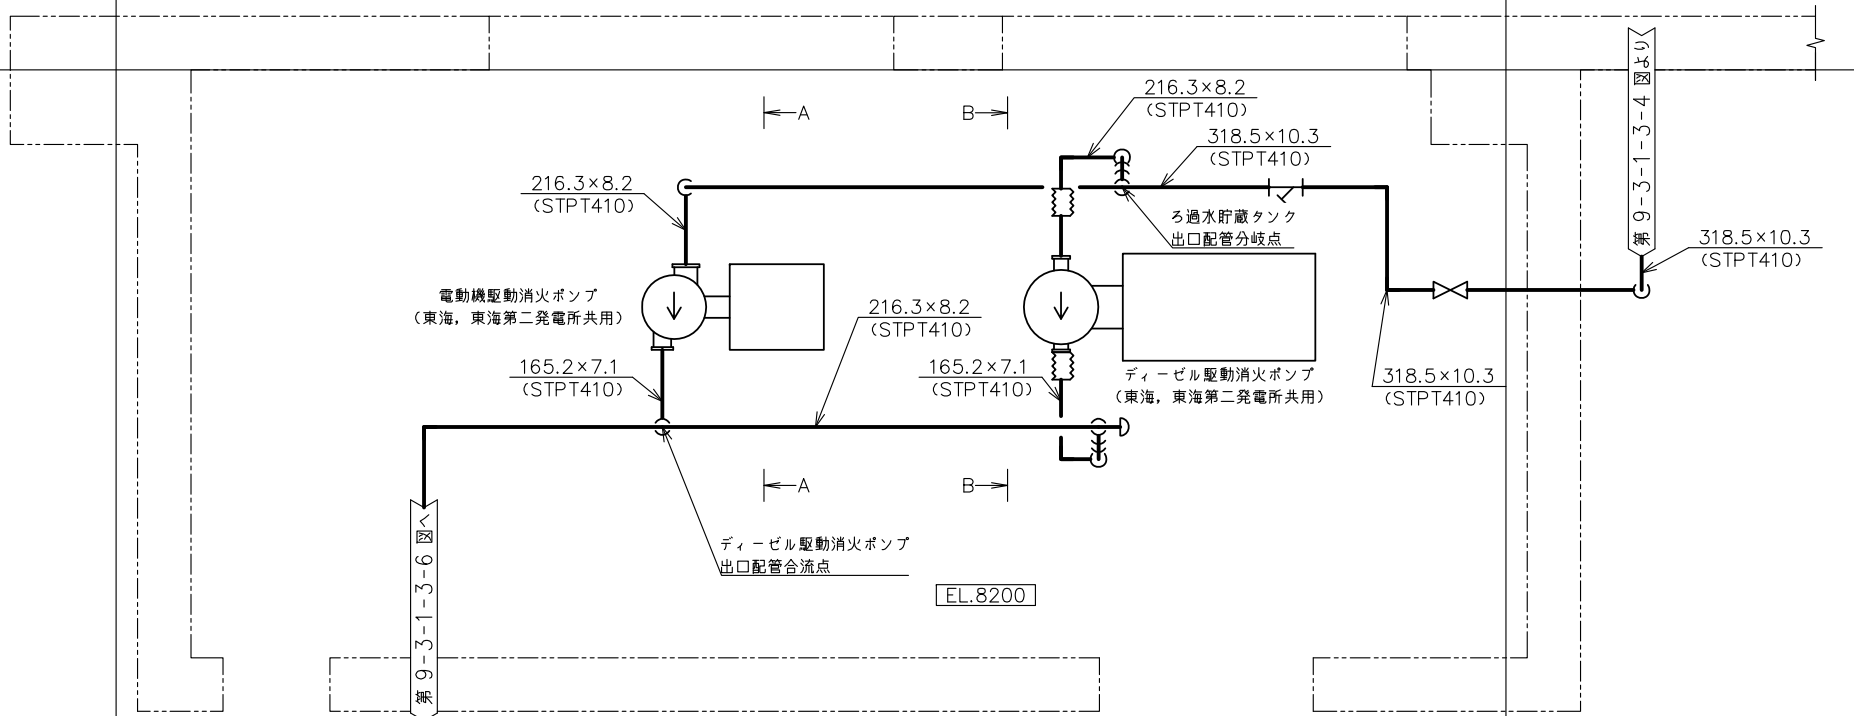 216.3×8.2
(STPT410)
A
B
318.5×10.3
(STPT410)
第9-3-1-3-4図より
216.3×8.2
(STPT410)
ろ過水貯蔵タンク
出口配管分岐点
318.5×10.3
(STPT410)
電動機駆動消火ポンプ
(東海，東海第二発電所共用)
216.3×8.2
(STPT410)
165.2×7.1
(STPT410)
165.2×7.1
(STPT410)
ディーゼル駆動消火ポンプ
(東海，東海第二発電所共用)
318.5×10.3
(STPT410)
A
B
第9-3-1-3-6図へ
ディーゼル駆動消火ポンプ
出口配管合流点
EL.8200